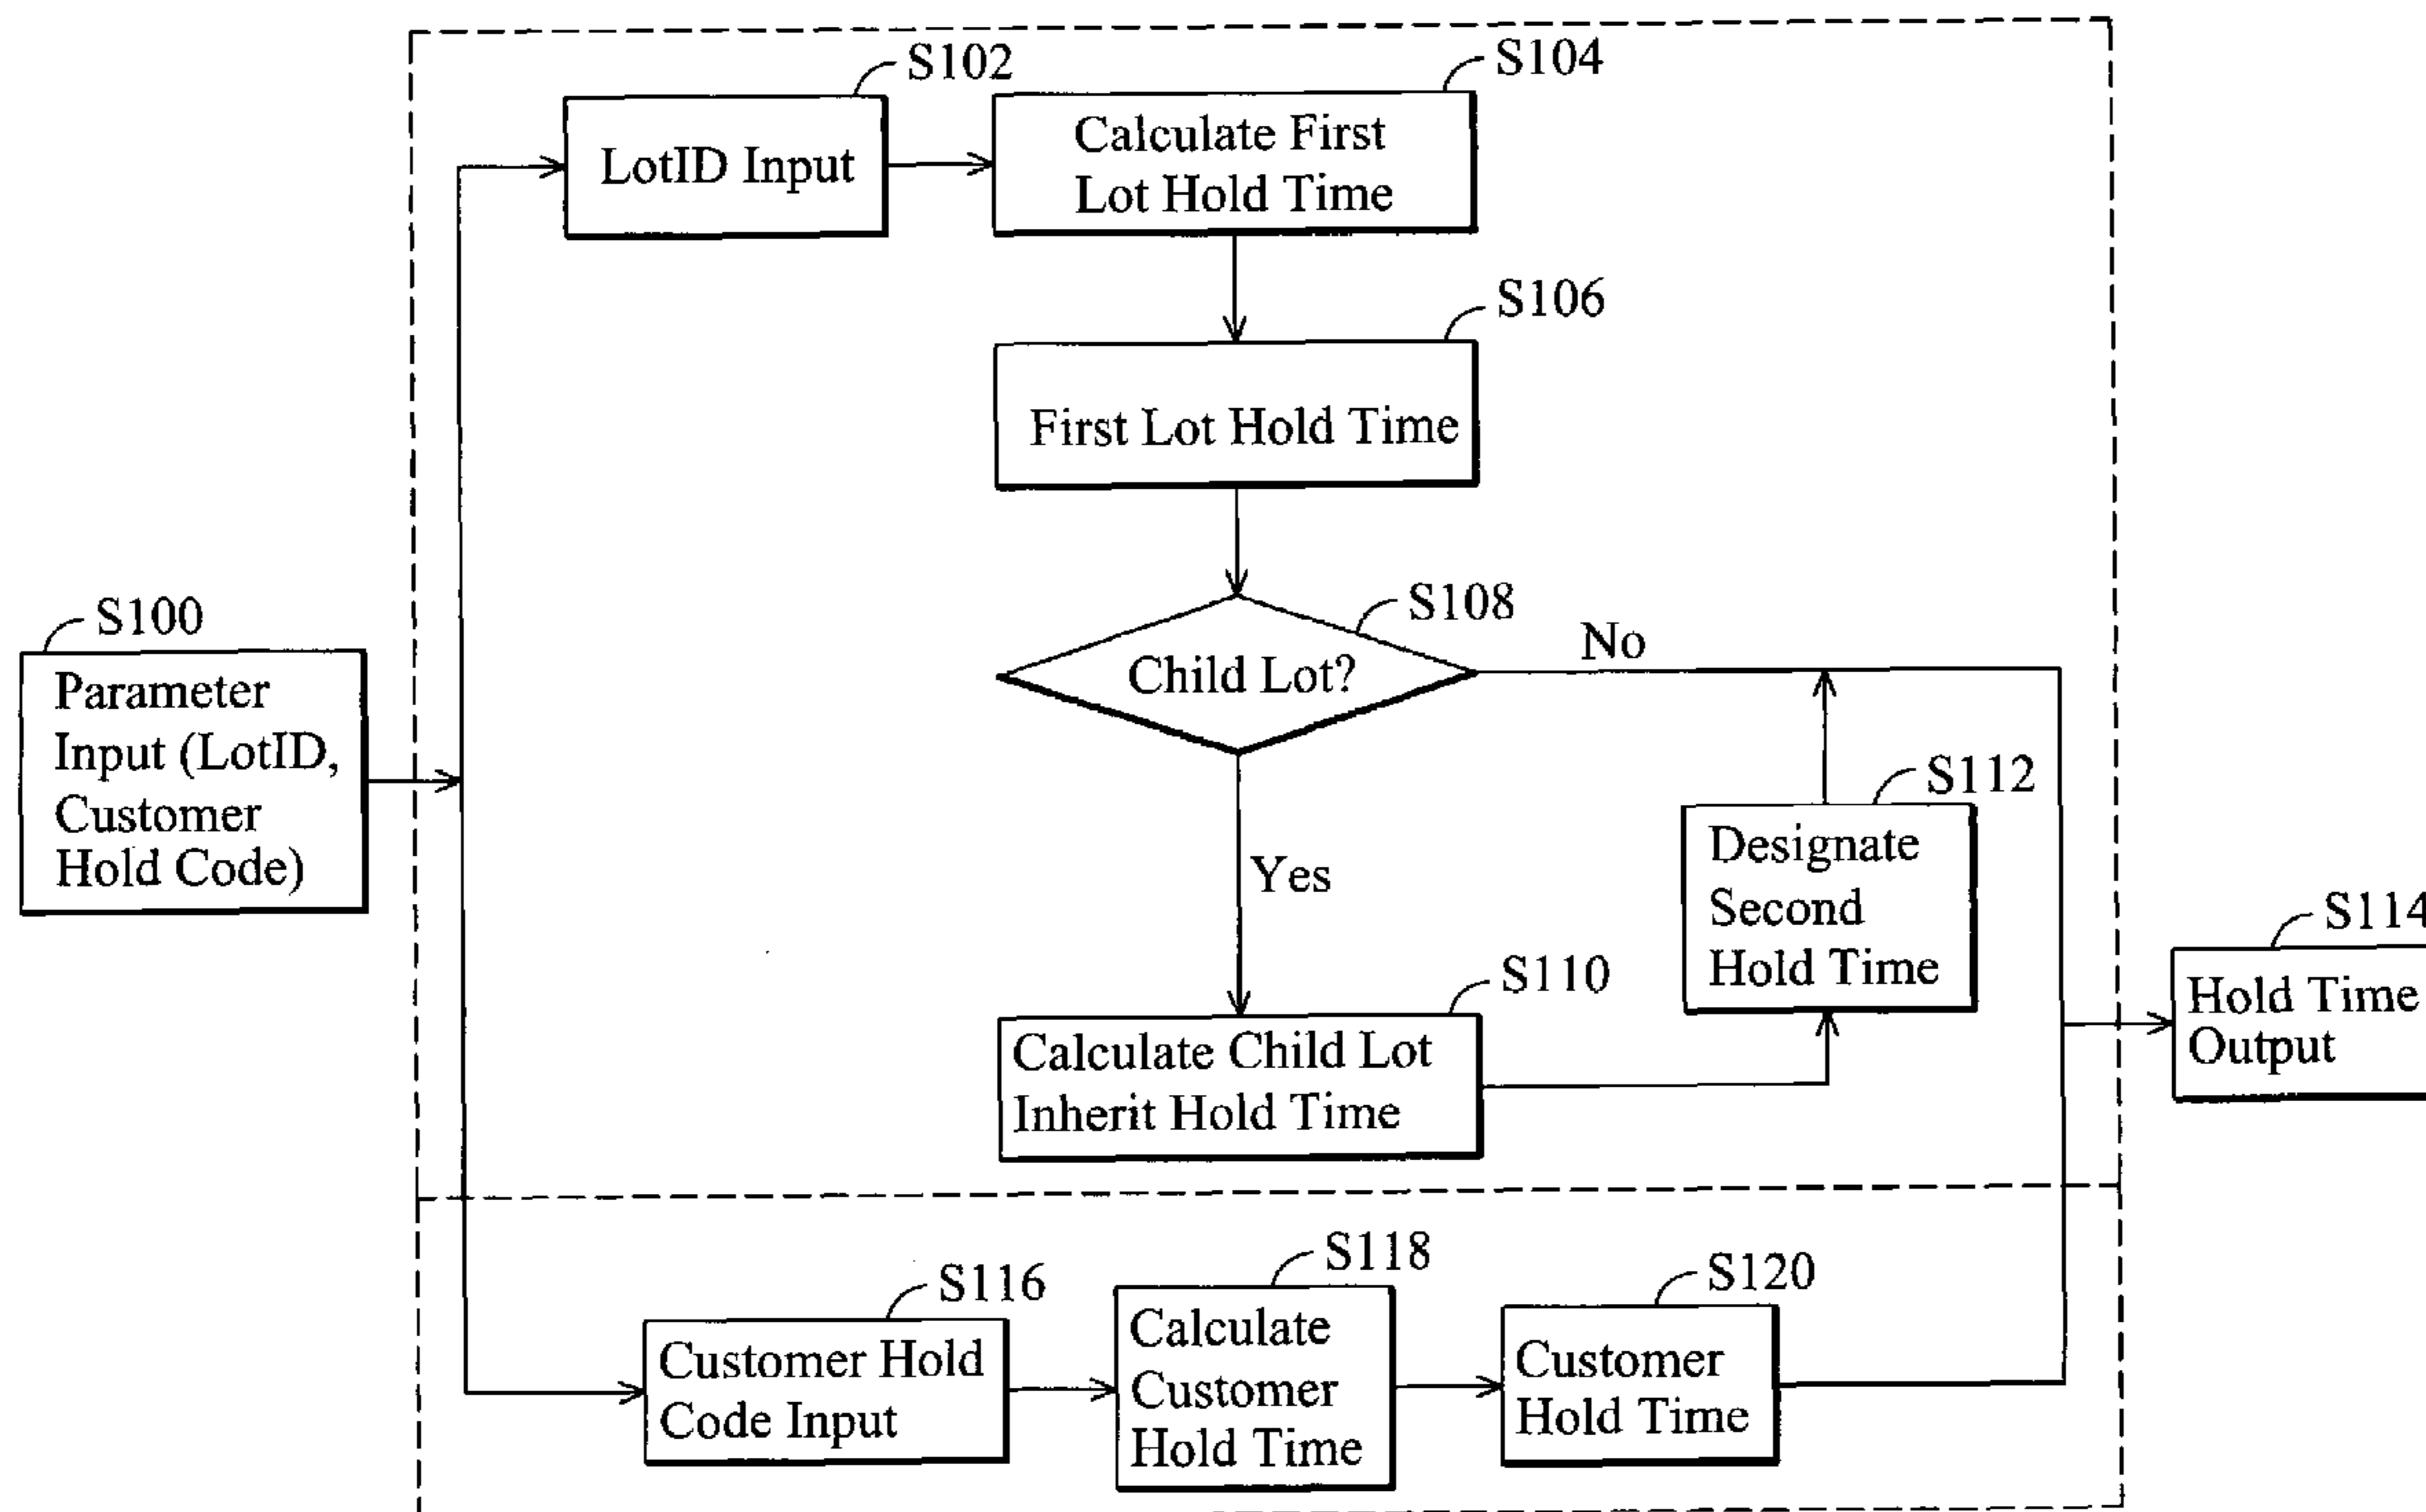 S102
LotID Input
S104
Calculate First
Lot Hold Time
S106
First Lot Hold Time
S108
Child Lot?
No
Yes
S100
Parameter
Input (LotID,
Customer
Hold Code)
S112
Designate
Second
Hold Time
S110
Calculate Child Lot
Inherit Hold Time
S114
Hold Time
Output
S116
Customer Hold
Code Input
S118
Calculate
Customer
Hold Time
S120
Customer
Hold Time